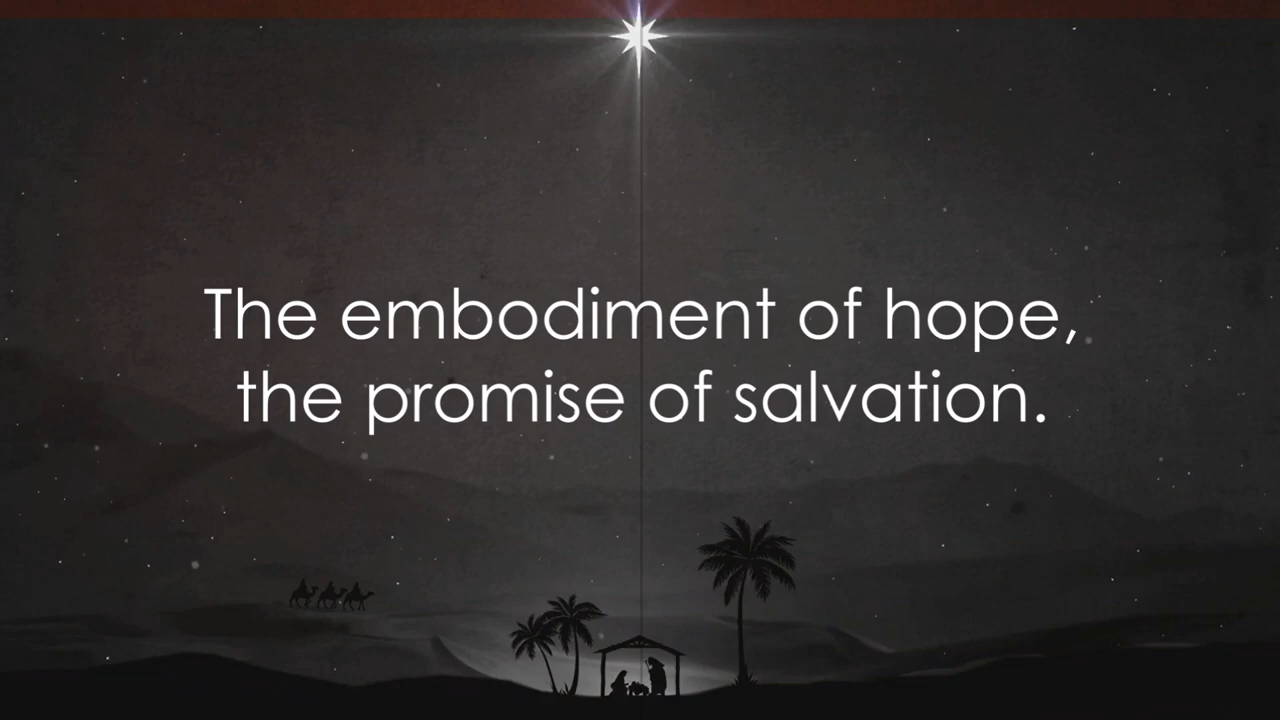 The embodiment of hope,
the promise of salvation.